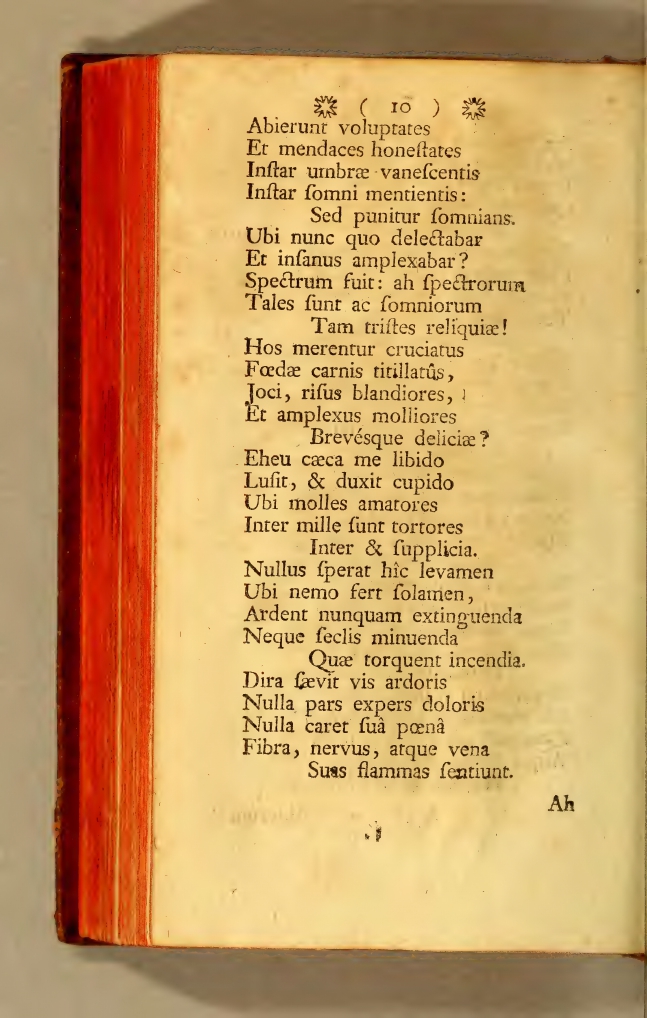 ( 10 )
Abierunt voluptates
Et mendaces honeſtates
Inſtar umbræ vaneſcentis
Inſtar ſomni mentientis:
Sed punitur ſomnians.
Ubi nunc quo delectabar
Et inſanus amplexabar?
Spectrum fuit: ah ſpectrorum
Tales ſunt ac ſomniorum
Tam triſtes reliquiæ!
Hos merentur cruciatus
Fœdæ carnis titillatûs,
Joci, riſus blandiores,
Et amplexus molliores
Brevésque deliciæ?
Eheu cæca me libido
Luſit, & duxit cupido
Ubi molles amatores
Inter mille ſunt tortores
Inter & ſupplicia.
Nullus ſperat hîc levamen
Ubi nemo fert ſolamen,
Ardent nunquam extinguenda
Neque ſeclis minuenda
Quæ torquent incendia.
Dira ſævit vis ardoris
Nulla pars expers doloris
Nulla caret ſuâ pœnâ
Fibra, nervus, atque vena
Suas flammas ſentiunt.
Ah